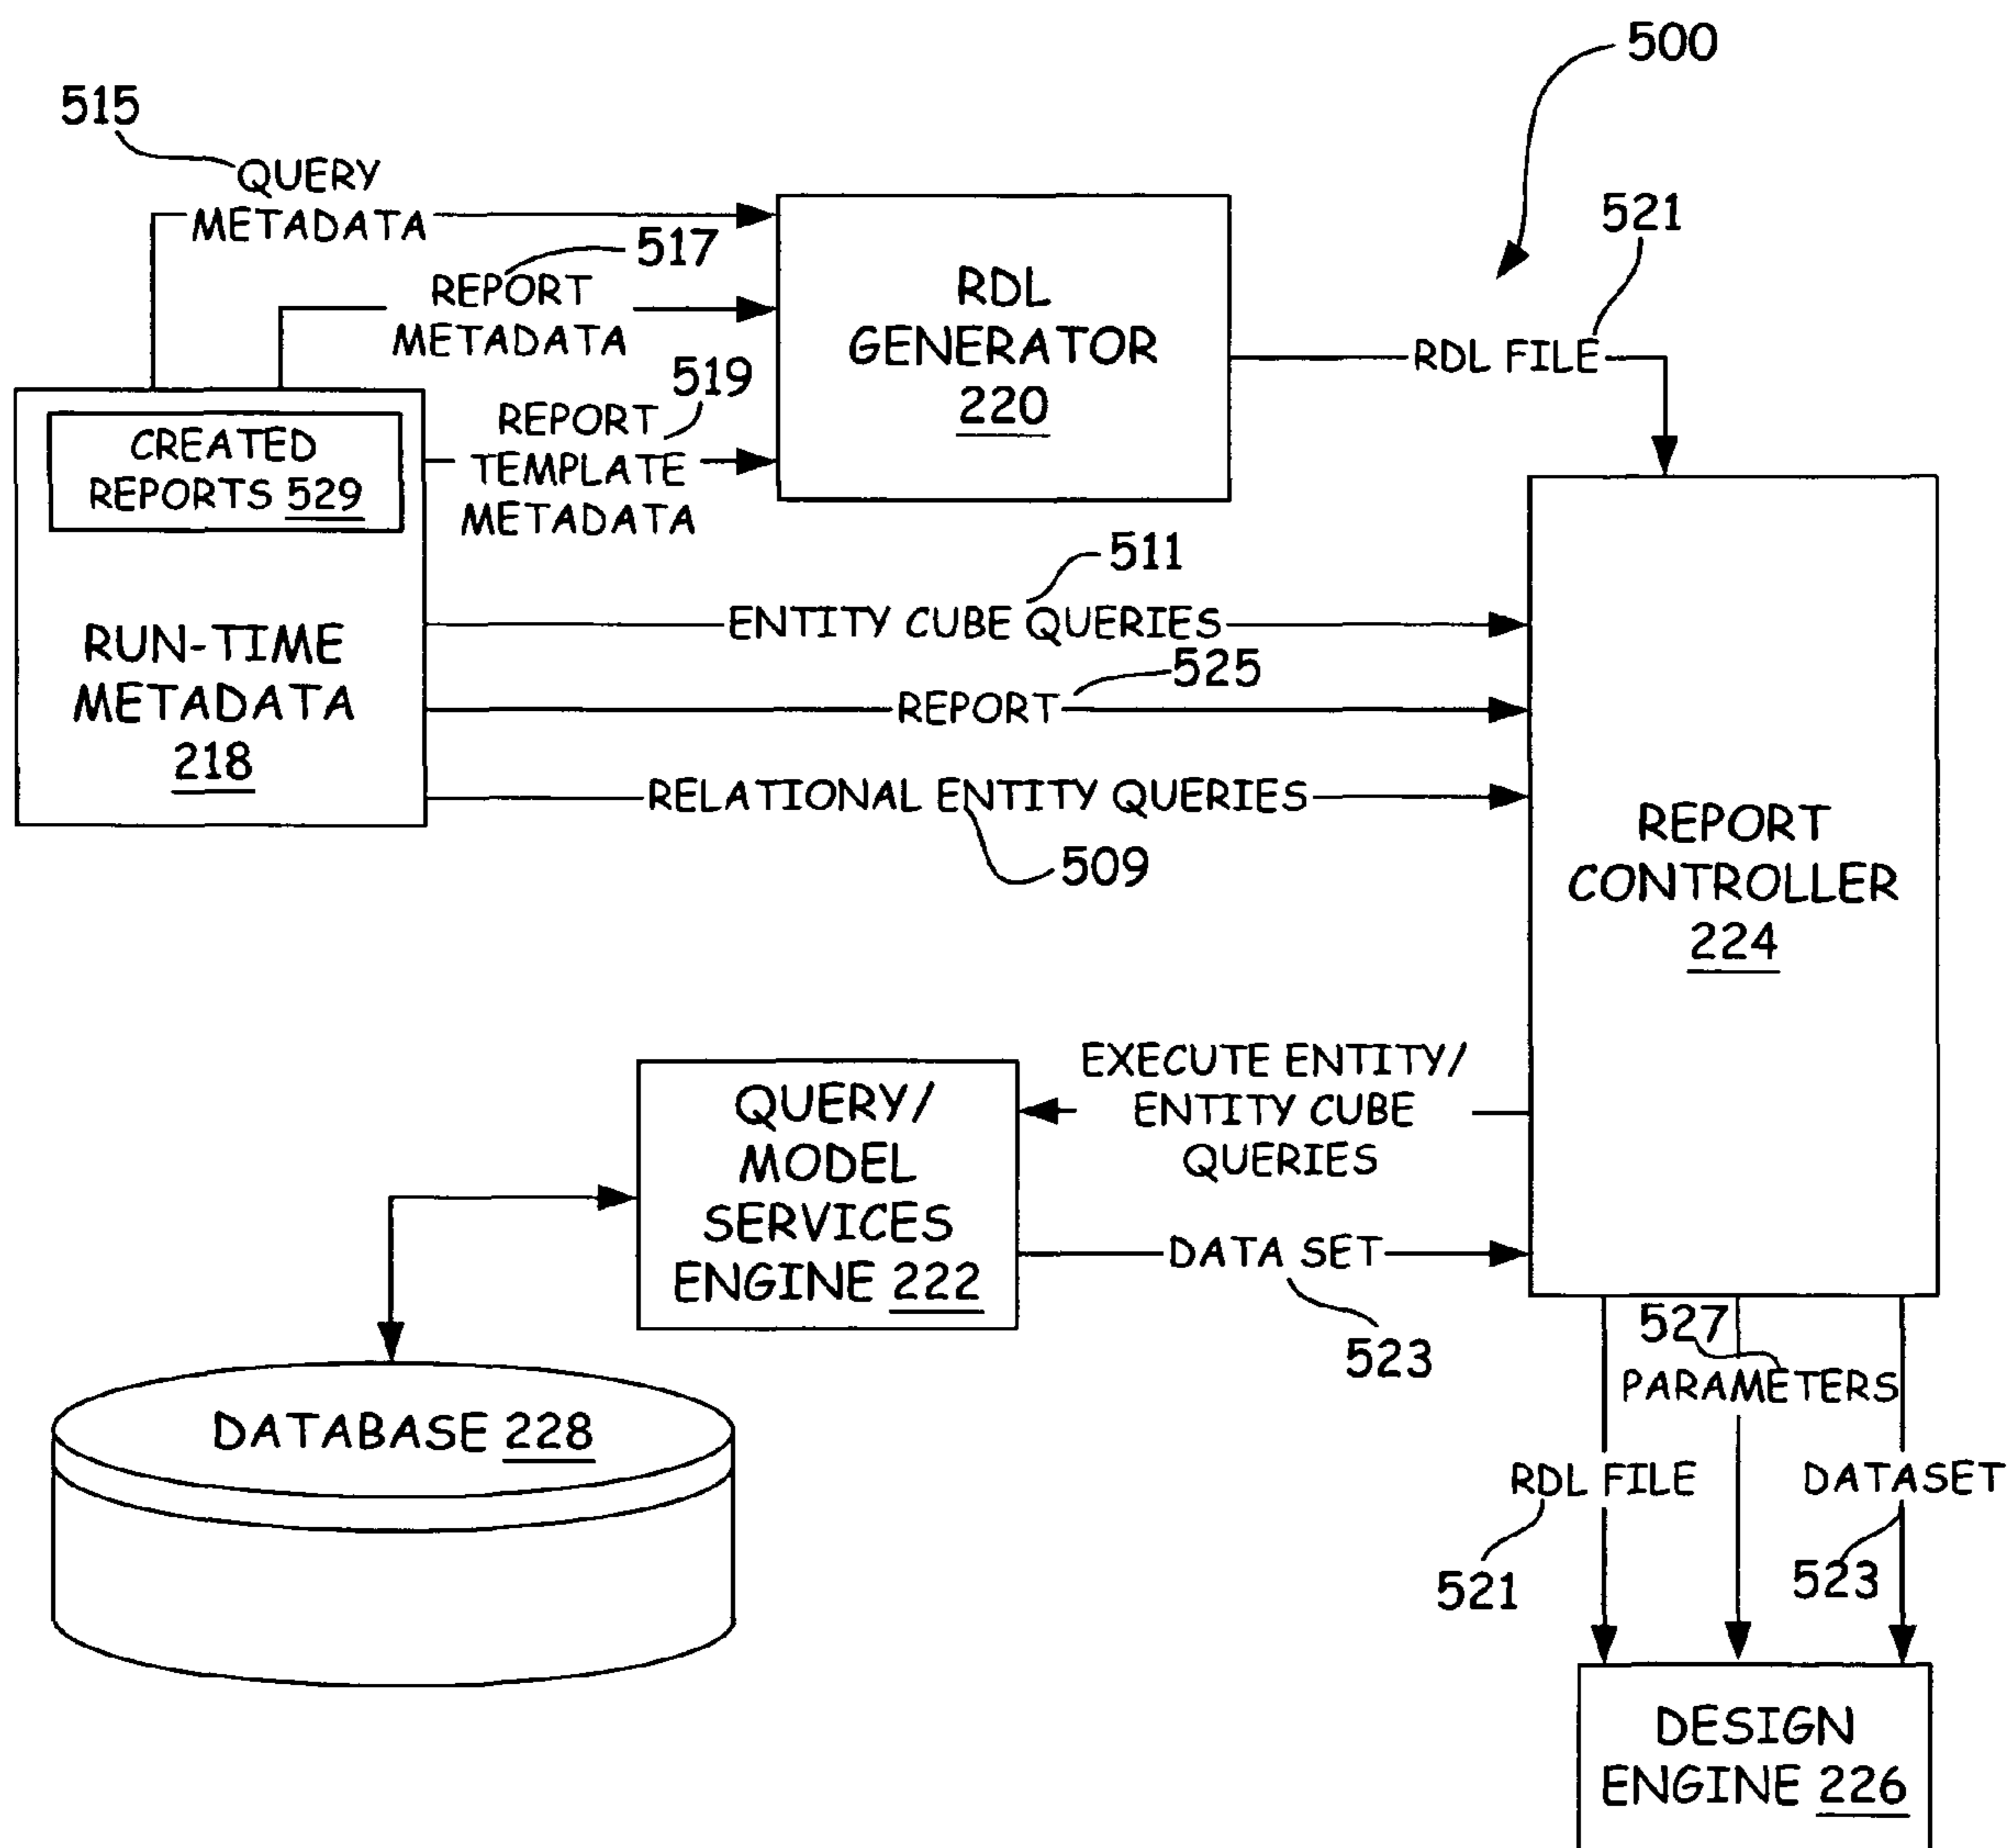 500
515
QUERY
METADATA
517
REPORT
METADATA
519
REPORT
TEMPLATE
METADATA
RDL
GENERATOR
220
521
RDL FILE
CREATED
REPORTS 529
RUN-TIME
METADATA
218
511
ENTITY CUBE QUERIES
525
REPORT
RELATIONAL ENTITY QUERIES
509
REPORT
CONTROLLER
224
EXECUTE ENTITY/
ENTITY CUBE
QUERIES
QUERY/
MODEL
SERVICES
ENGINE 222
DATA SET
523
DATABASE 228
527
PARAMETERS
RDL FILE
521
DATASET
523
DESIGN
ENGINE 226